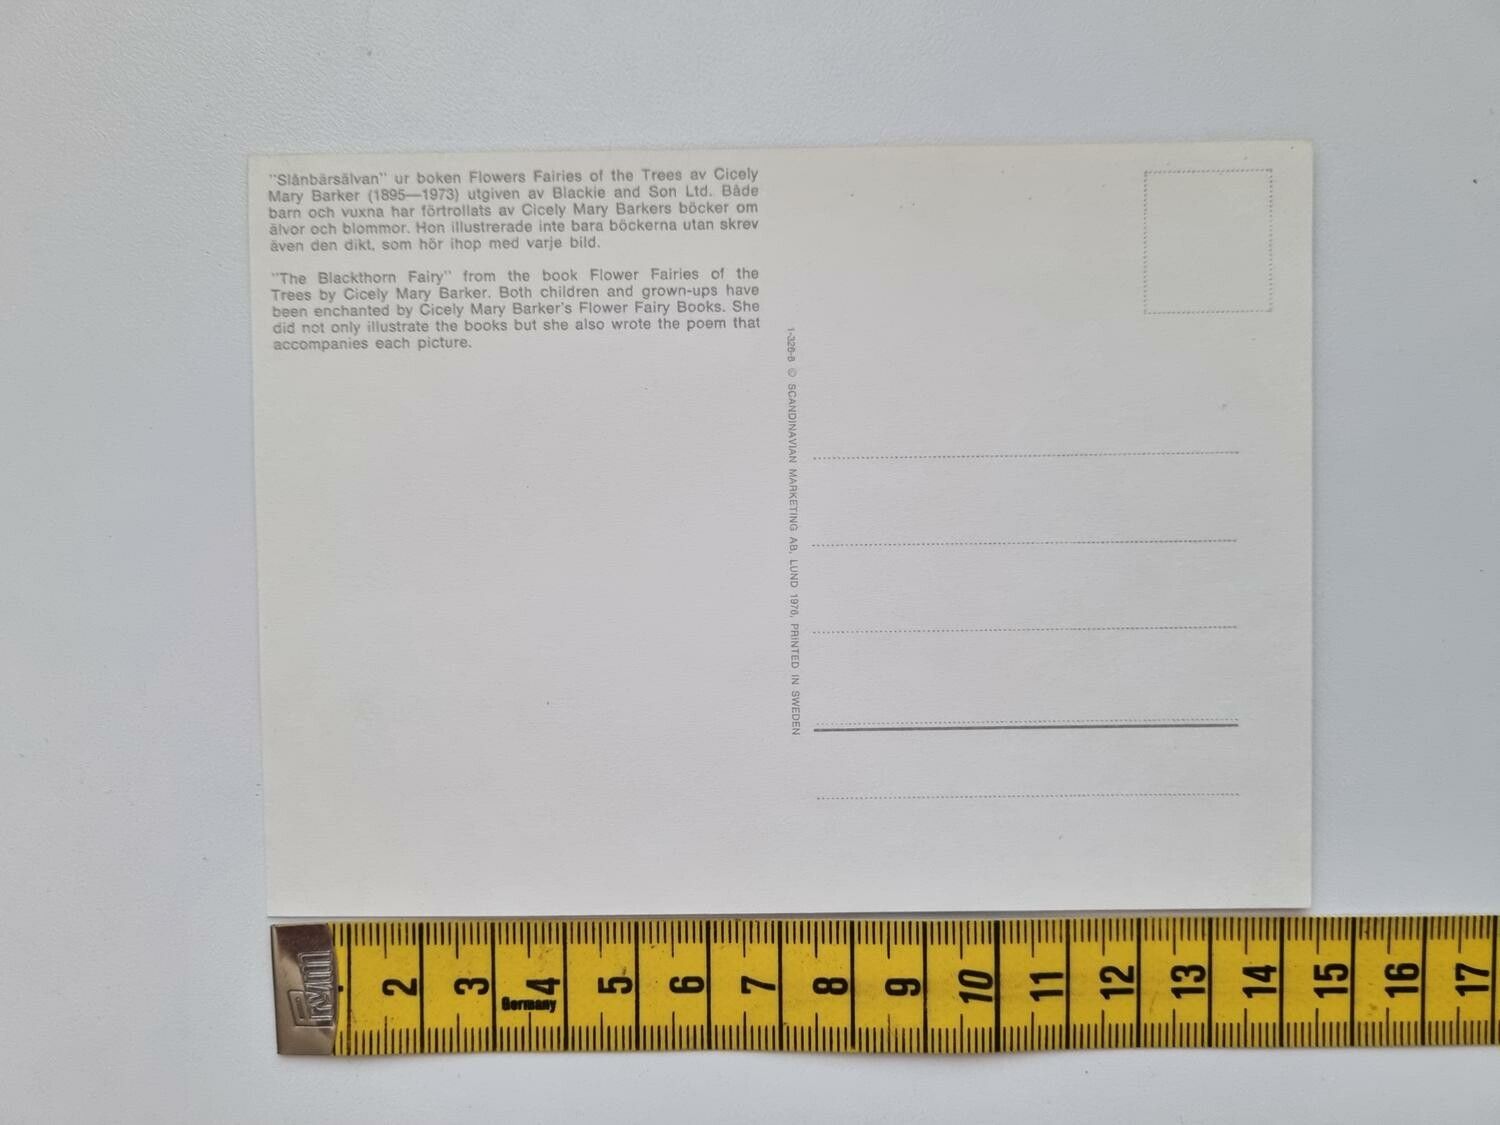 "Slånbärsälvan" ur boken Flowers Fairies of the Trees av Cicely
Mary Barker (1895—1973) utgiven av Blackie and Son Ltd. Både
barn och vuxna har förtrollats av Cicely Mary Barkers böcker om
älvor och blommor. Hon illustrerade inte bara böckerna utan skrev
även den dikt, som hör ihop med varje bild.
"The Blackthorn Fairy" from the book Flower Fairies of the
Trees by Cicely Mary Barker. Both children and grown-ups have
been enchanted by Cicely Mary Barker's Flower Fairy Books. She
did not only illustrate the books but she also wrote the poem that
accompanies each picture.
1-326-8 © SCANDINAVIAN MARKETING AB, LUND 1976, PRINTED IN SWEDEN
Prym 2 3 4 5 6 7 8 9 10 11 12 13 14 15 16 17
Germany